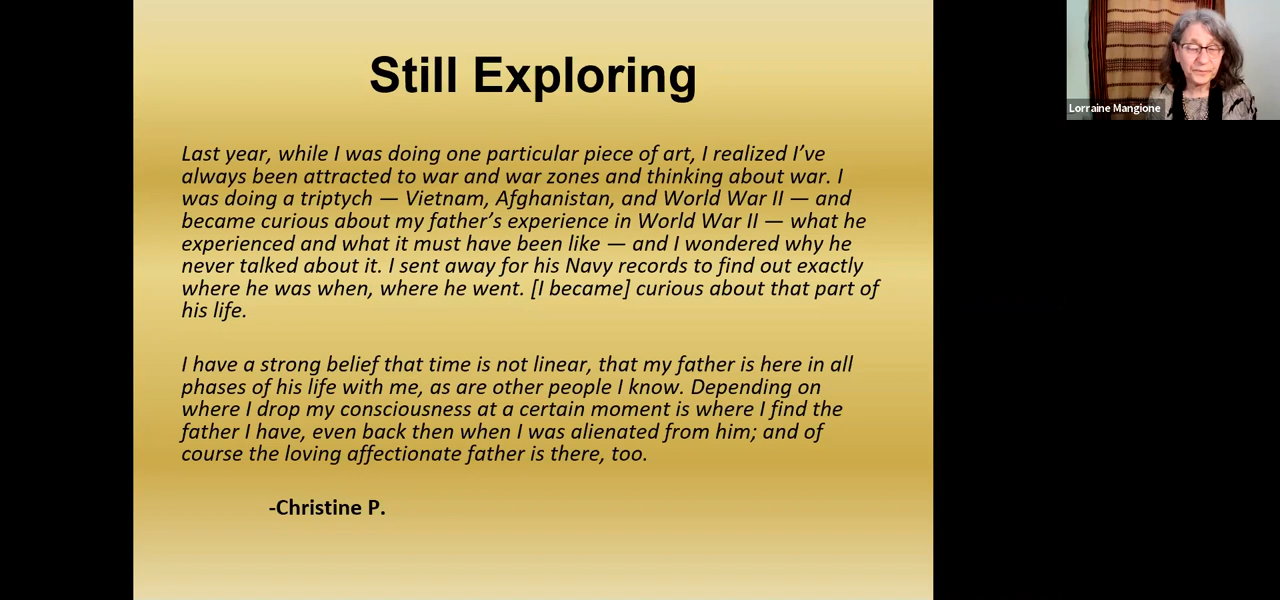 Still Exploring
Lorraine Mangione
Last year, while I was doing one particular piece of art, I realized I’ve
always been attracted to war and war zones and thinking about war. I
was doing a triptych — Vietnam, Afghanistan, and World War II — and
became curious about my father’s experience in World War II — what he
experienced and what it must have been like — and I wondered why he
never talked about it. I sent away for his Navy records to find out exactly
where he was when, where he went. [I became] curious about that part of
his life.
I have a strong belief that time is not linear, that my father is here in all
phases of his life with me, as are other people I know. Depending on
where I drop my consciousness at a certain moment is where I find the
father I have, even back then when I was alienated from him; and of
course the loving affectionate father is there, too.
-Christine P.